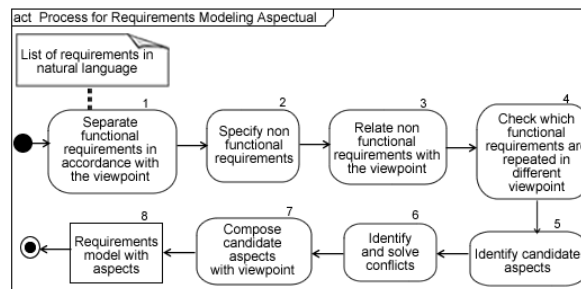 act Process for Requirements Modeling Aspectual
List of requirements in
natural language
1
Separate
functional
requirements in
accordance with
the viewpoint
2
Specify non
functional
requirements
3
Relate non
functional
requirements with
the viewpoint
4
Check which
functional
requirements are
repeated in
different
viewpoint
5
Identify candidate
aspects
6
Identify
and solve
conflicts
7
Compose
candidate
aspects
with viewpoint
8
Requirements
model with
aspects